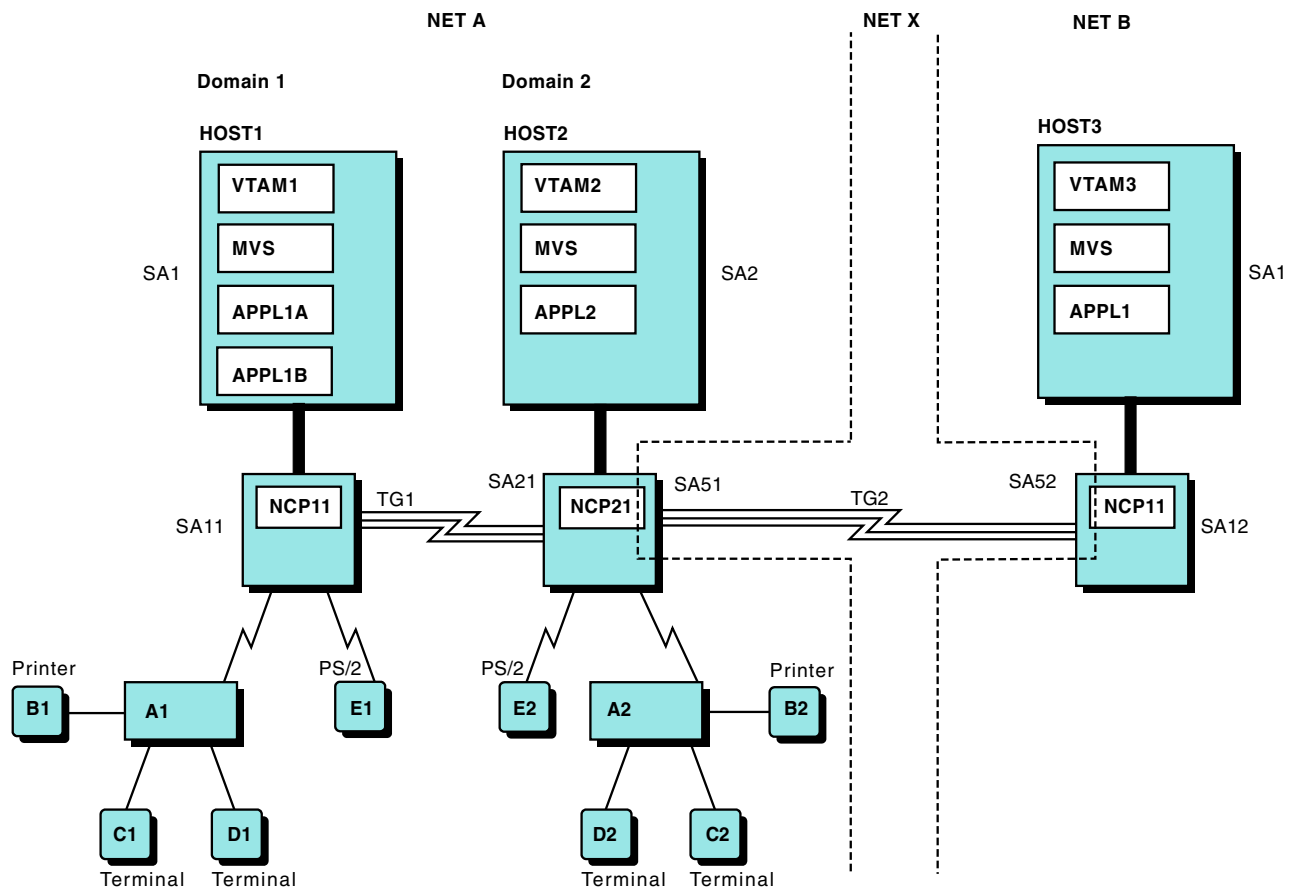 NET A
NET X
NET B
Domain 1
Domain 2
HOST1
HOST2
HOST3
VTAM1
MVS
APPL1A
APPL1B
SA1
VTAM2
MVS
APPL2
SA2
VTAM3
MVS
APPL1
SA1
NCP11
SA11
TG1
SA21
NCP21
SA51
TG2
SA52
NCP11
SA12
Printer
B1
A1
PS/2
E1
PS/2
E2
A2
Printer
B2
C1
Terminal
D1
Terminal
D2
Terminal
C2
Terminal